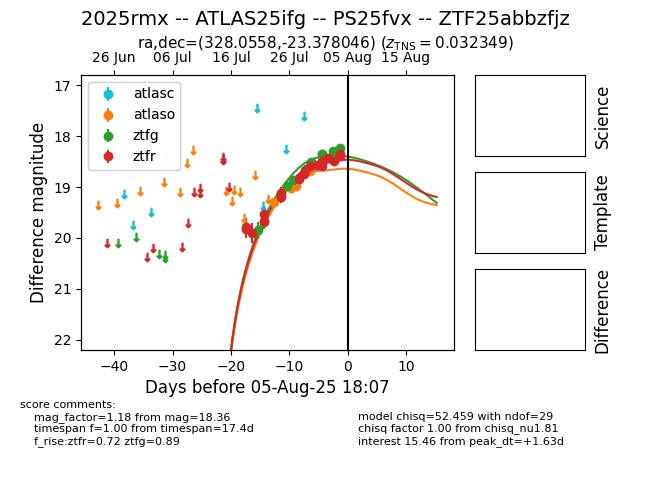 2025rmx -- ATLAS25ifg -- PS25fvx -- ZTF25abbzfjz
ra,dec=(328.0558,-23.378046) (zTNS = 0.032349)
26 Jun 06 Jul 16 Jul 26 Jul 05 Aug 15 Aug
atlasc
atlaso
ztfg
ztfr
Difference magnitude
17
18
19
20
21
22
−40 −30 −20 −10 0 10
Days before 05-Aug-25 18:07
Science
Template
Difference
score comments:
mag_factor=1.18 from mag=18.36
timespan f=1.00 from timespan=17.4d
f_rise:ztfr=0.72 ztfg=0.89
model chisq=52.459 with ndof=29
chisq factor 1.00 from chisq_nu1.81
interest 15.46 from peak_dt=+1.63d